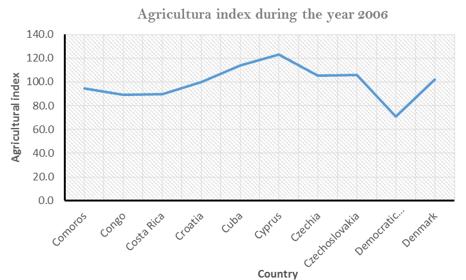 Agricultura index during the year 2006
140.0
120.0
100.0
80.0
60.0
40.0
20.0
0.0
Agricultural index
Comoros
Congo
Costa Rica
Croatia
Cuba
Cyprus
Czechia
Czechoslovakia
Democratic...
Denmark
Country